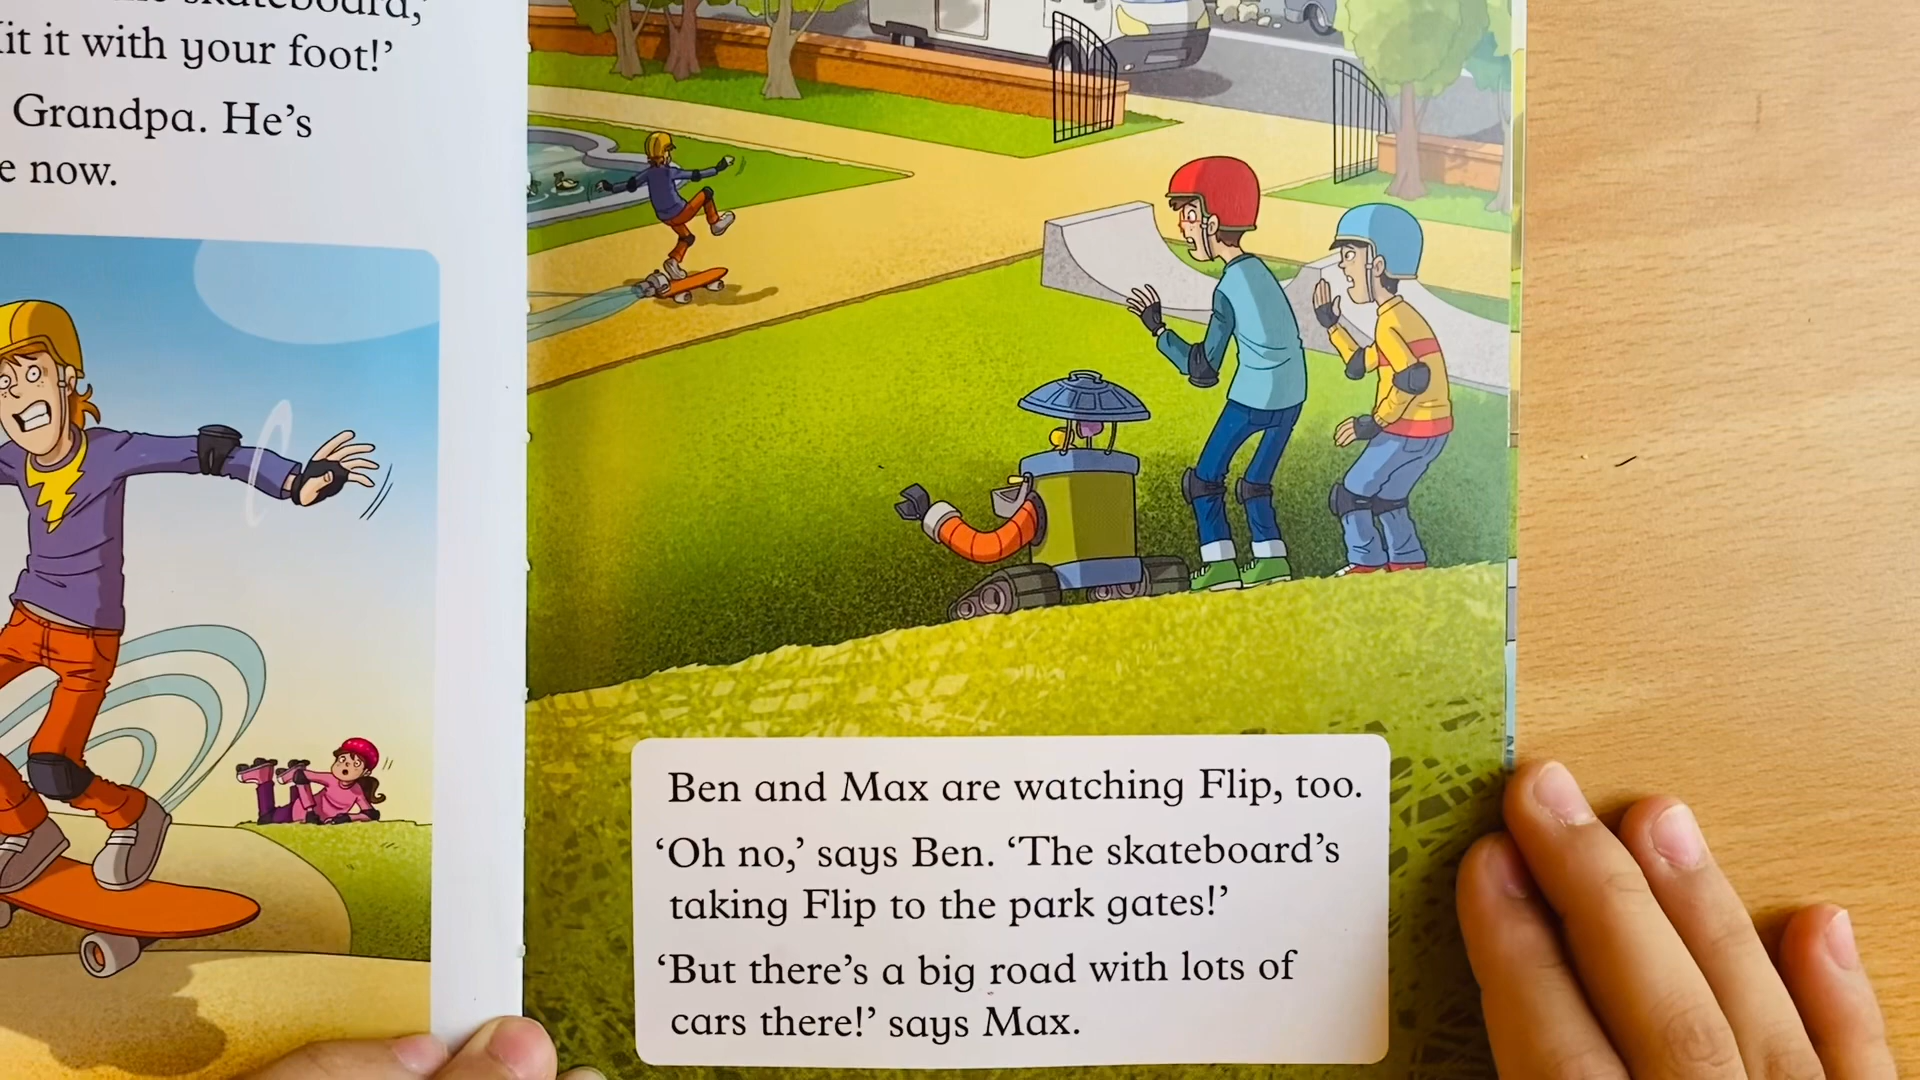 skateboard,'
it with your foot!'
Grandpa. He's
now.
Ben and Max are watching Flip, too.
‘Oh no,’ says Ben. ‘The skateboard’s
taking Flip to the park gates!’
‘But there’s a big road with lots of
cars there!’ says Max.